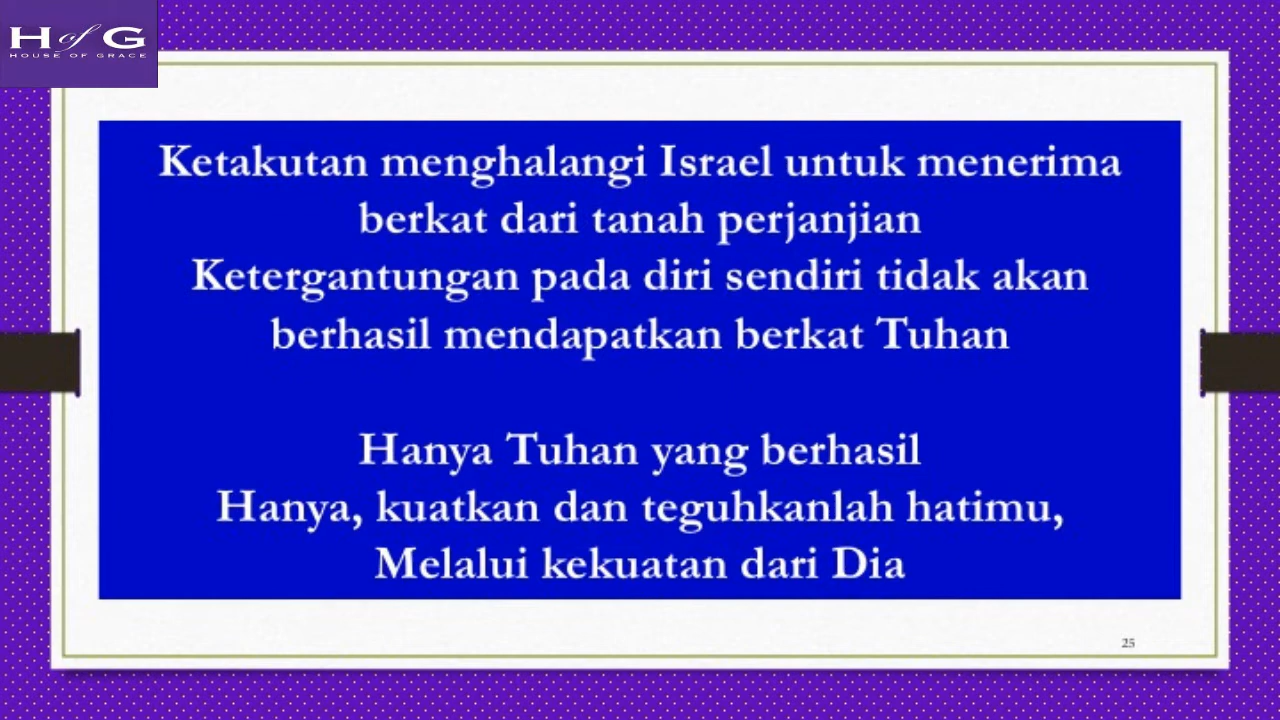 H of G
HOUSE OF GRACE
Ketakutan menghalangi Israel untuk menerima
berkat dari tanah perjanjian
Ketergantungan pada diri sendiri tidak akan
berhasil mendapatkan berkat Tuhan
Hanya Tuhan yang berhasil
Hanya, kuatkan dan teguhkanlah hatimu,
Melalui kekuatan dari Dia
25